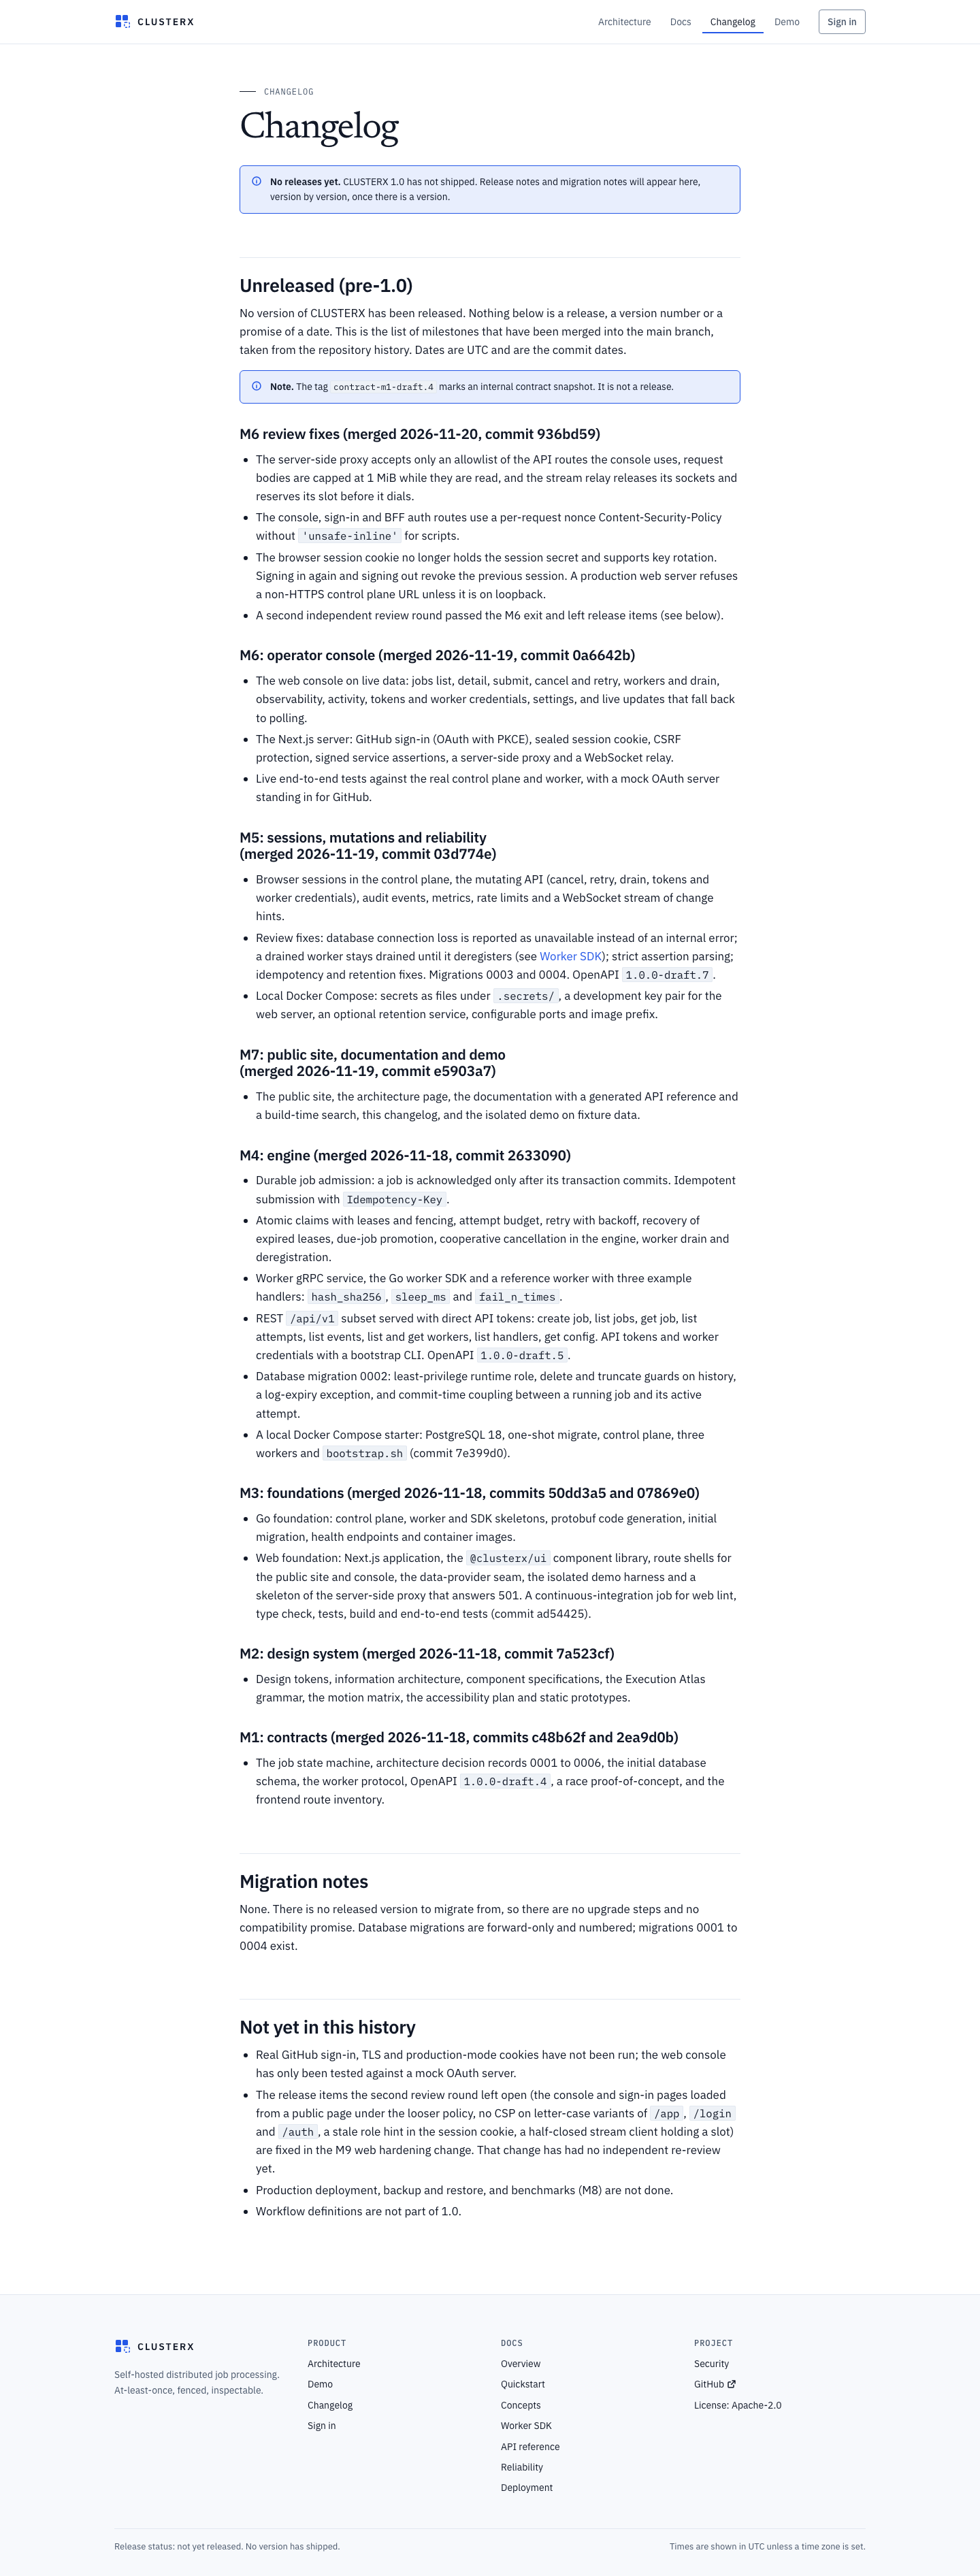 CLUSTERX
Architecture Docs Changelog Demo Sign in
CHANGELOG
Changelog
No releases yet. CLUSTERX 1.0 has not shipped. Release notes and migration notes will appear here,
version by version, once there is a version.
Unreleased (pre-1.0)
No version of CLUSTERX has been released. Nothing below is a release, a version number or a
promise of a date. This is the list of milestones that have been merged into the main branch,
taken from the repository history. Dates are UTC and are the commit dates.
Note. The tag contract-m1-draft.4 marks an internal contract snapshot. It is not a release.
M6 review fixes (merged 2026-11-20, commit 936bd59)
The server-side proxy accepts only an allowlist of the API routes the console uses, request
bodies are capped at 1 MiB while they are read, and the stream relay releases its sockets and
reserves its slot before it dials.
The console, sign-in and BFF auth routes use a per-request nonce Content-Security-Policy
without 'unsafe-inline' for scripts.
The browser session cookie no longer holds the session secret and supports key rotation.
Signing in again and signing out revoke the previous session. A production web server refuses
a non-HTTPS control plane URL unless it is on loopback.
A second independent review round passed the M6 exit and left release items (see below).
M6: operator console (merged 2026-11-19, commit 0a6642b)
The web console on live data: jobs list, detail, submit, cancel and retry, workers and drain,
observability, activity, tokens and worker credentials, settings, and live updates that fall back
to polling.
The Next.js server: GitHub sign-in (OAuth with PKCE), sealed session cookie, CSRF
protection, signed service assertions, a server-side proxy and a WebSocket relay.
Live end-to-end tests against the real control plane and worker, with a mock OAuth server
standing in for GitHub.
M5: sessions, mutations and reliability
(merged 2026-11-19, commit 03d774e)
Browser sessions in the control plane, the mutating API (cancel, retry, drain, tokens and
worker credentials), audit events, metrics, rate limits and a WebSocket stream of change
hints.
Review fixes: database connection loss is reported as unavailable instead of an internal error;
a drained worker stays drained until it deregisters (see Worker SDK); strict assertion parsing;
idempotency and retention fixes. Migrations 0003 and 0004. OpenAPI 1.0.0-draft.7.
Local Docker Compose: secrets as files under .secrets/, a development key pair for the
web server, an optional retention service, configurable ports and image prefix.
M7: public site, documentation and demo
(merged 2026-11-19, commit e5903a7)
The public site, the architecture page, the documentation with a generated API reference and
a build-time search, this changelog, and the isolated demo on fixture data.
M4: engine (merged 2026-11-18, commit 2633090)
Durable job admission: a job is acknowledged only after its transaction commits. Idempotent
submission with Idempotency-Key.
Atomic claims with leases and fencing, attempt budget, retry with backoff, recovery of
expired leases, due-job promotion, cooperative cancellation in the engine, worker drain and
deregistration.
Worker gRPC service, the Go worker SDK and a reference worker with three example
handlers: hash_sha256, sleep_ms and fail_n_times.
REST /api/v1 subset served with direct API tokens: create job, list jobs, get job, list
attempts, list events, list and get workers, list handlers, get config. API tokens and worker
credentials with a bootstrap CLI. OpenAPI 1.0.0-draft.5.
Database migration 0002: least-privilege runtime role, delete and truncate guards on history,
a log-expiry exception, and commit-time coupling between a running job and its active
attempt.
A local Docker Compose starter: PostgreSQL 18, one-shot migrate, control plane, three
workers and bootstrap.sh (commit 7e399d0).
M3: foundations (merged 2026-11-18, commits 50dd3a5 and 07869e0)
Go foundation: control plane, worker and SDK skeletons, protobuf code generation, initial
migration, health endpoints and container images.
Web foundation: Next.js application, the @clusterx/ui component library, route shells for
the public site and console, the data-provider seam, the isolated demo harness and a
skeleton of the server-side proxy that answers 501. A continuous-integration job for web lint,
type check, tests, build and end-to-end tests (commit ad54425).
M2: design system (merged 2026-11-18, commit 7a523cf)
Design tokens, information architecture, component specifications, the Execution Atlas
grammar, the motion matrix, the accessibility plan and static prototypes.
M1: contracts (merged 2026-11-18, commits c48b62f and 2ea9d0b)
The job state machine, architecture decision records 0001 to 0006, the initial database
schema, the worker protocol, OpenAPI 1.0.0-draft.4, a race proof-of-concept, and the
frontend route inventory.
Migration notes
None. There is no released version to migrate from, so there are no upgrade steps and no
compatibility promise. Database migrations are forward-only and numbered; migrations 0001 to
0004 exist.
Not yet in this history
Real GitHub sign-in, TLS and production-mode cookies have not been run; the web console
has only been tested against a mock OAuth server.
The release items the second review round left open (the console and sign-in pages loaded
from a public page under the looser policy, no CSP on letter-case variants of /app, /login
and /auth, a stale role hint in the session cookie, a half-closed stream client holding a slot)
are fixed in the M9 web hardening change. That change has had no independent re-review
yet.
Production deployment, backup and restore, and benchmarks (M8) are not done.
Workflow definitions are not part of 1.0.
CLUSTERX
Self-hosted distributed job processing.
At-least-once, fenced, inspectable.
PRODUCT
Architecture
Demo
Changelog
Sign in
DOCS
Overview
Quickstart
Concepts
Worker SDK
API reference
Reliability
Deployment
PROJECT
Security
GitHub
License: Apache-2.0
Release status: not yet released. No version has shipped.
Times are shown in UTC unless a time zone is set.